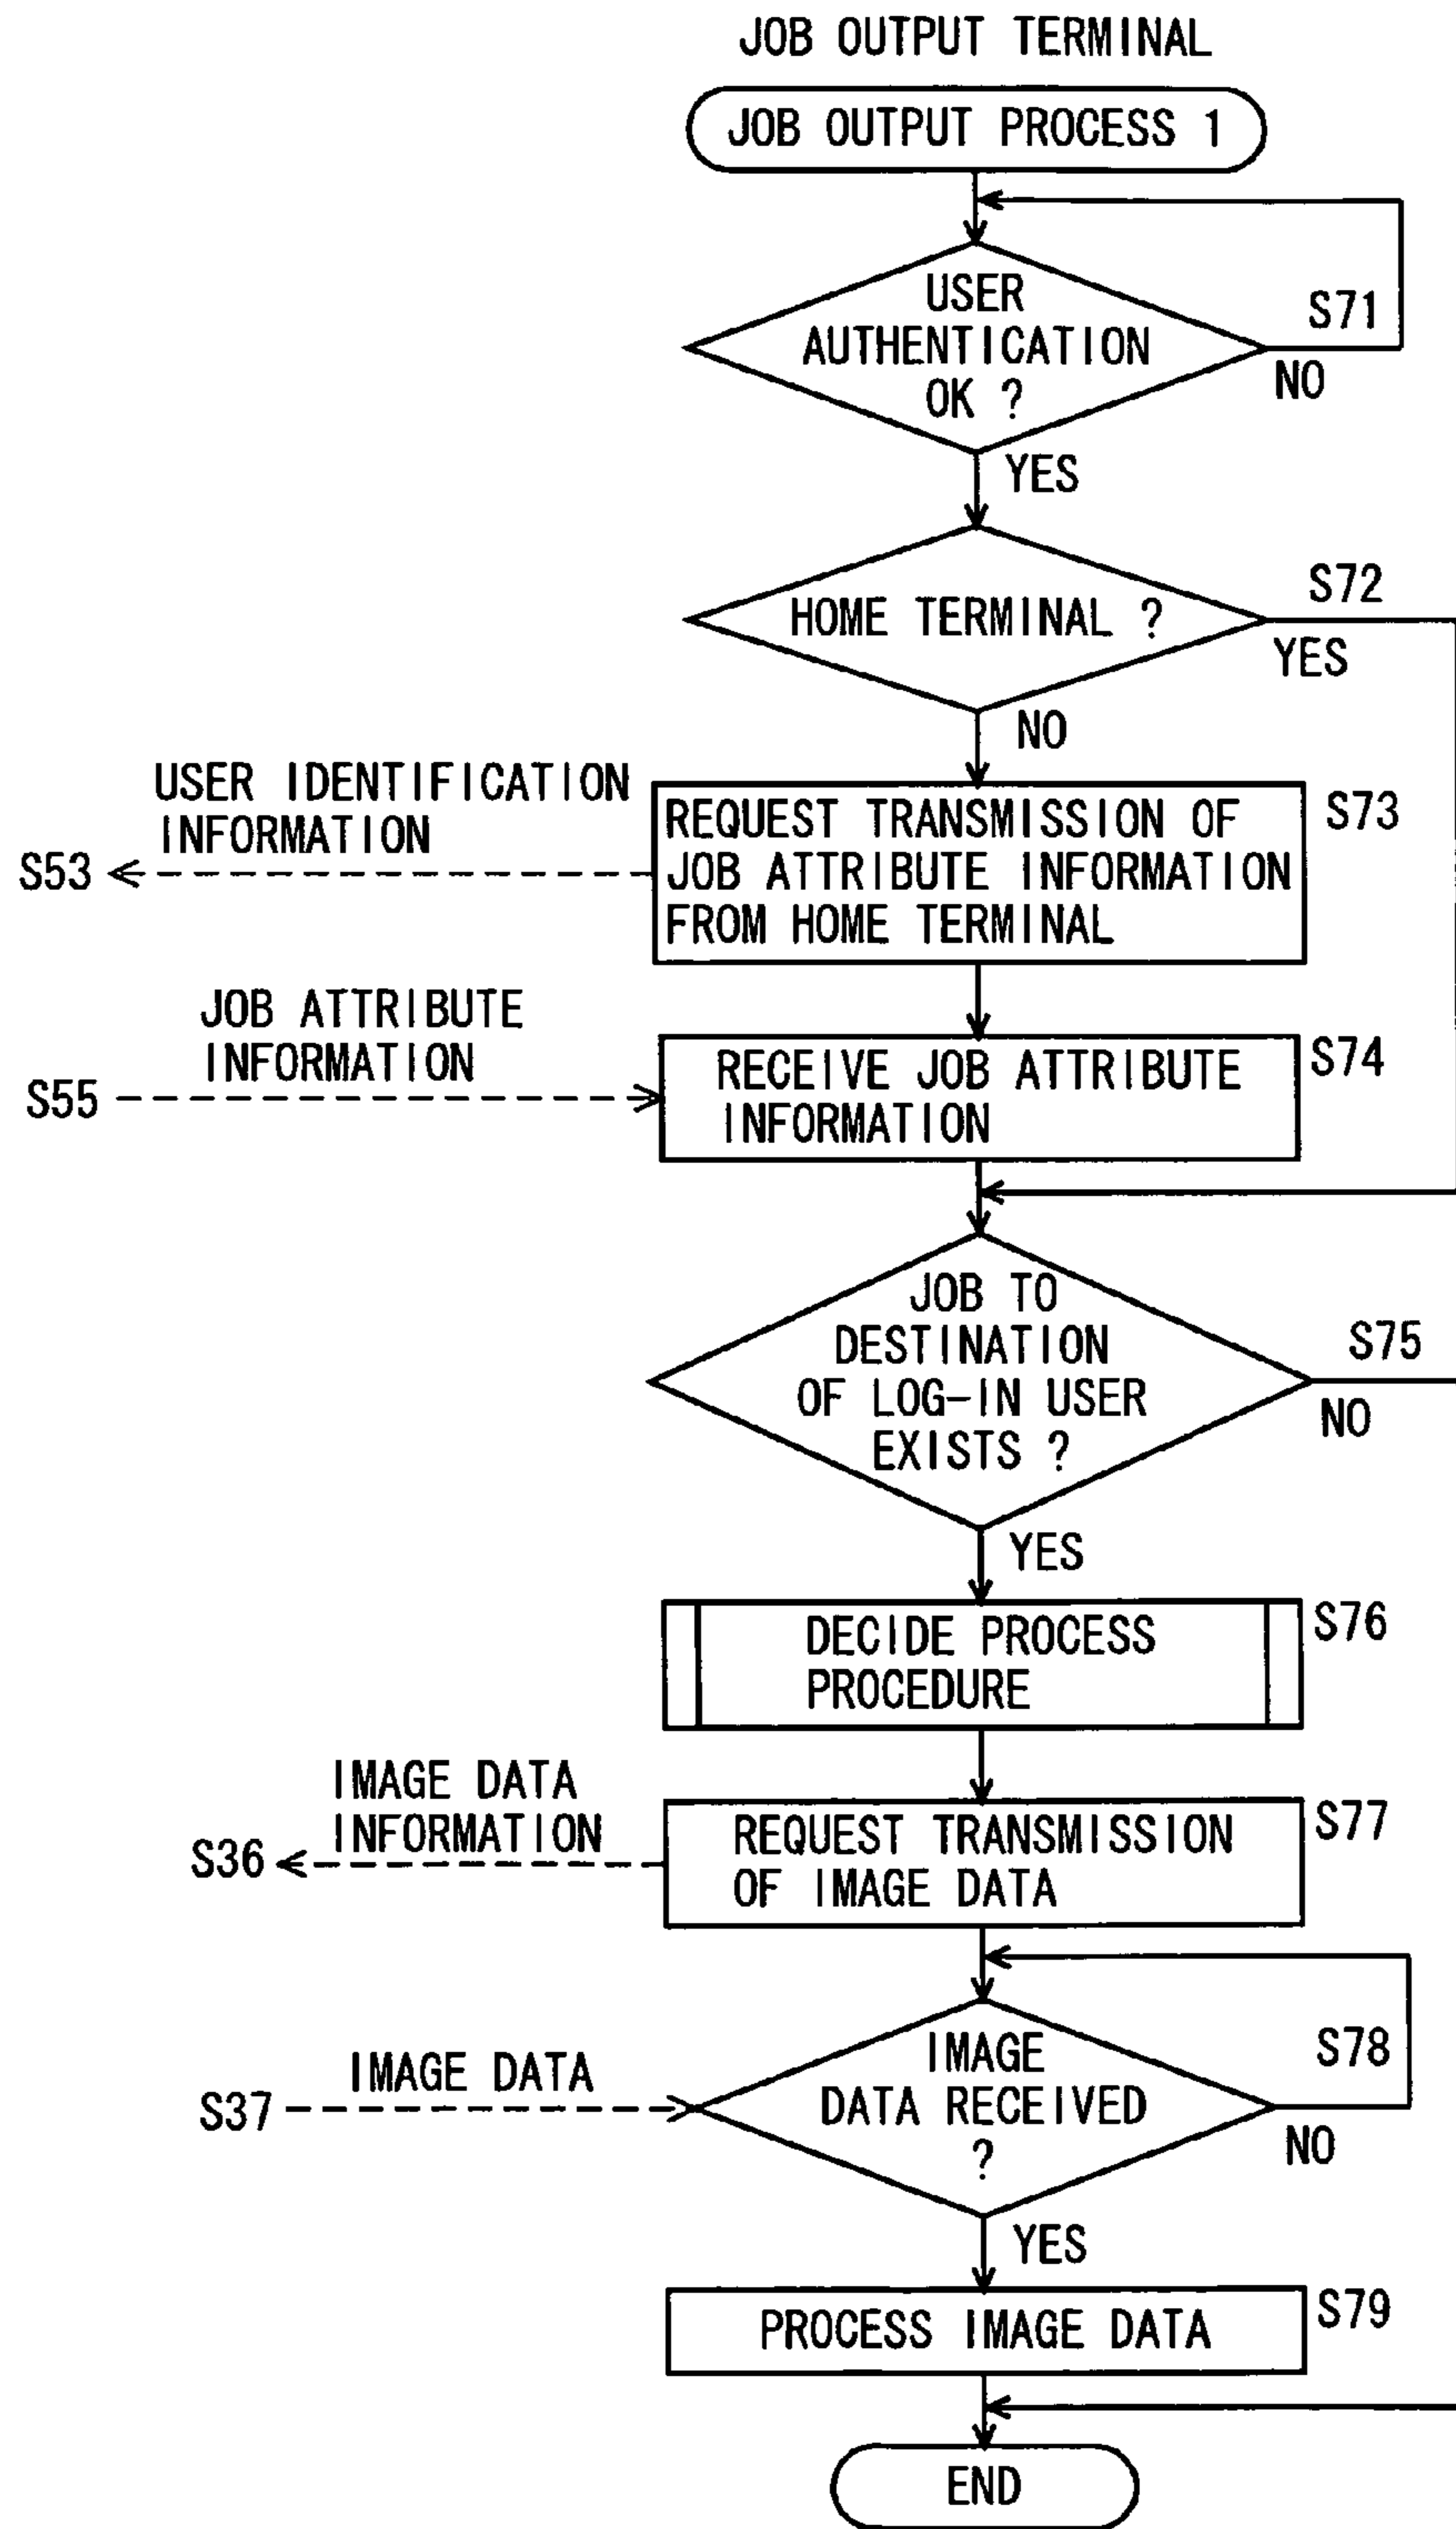 JOB OUTPUT TERMINAL
JOB OUTPUT PROCESS 1
USER
AUTHENTICATION
OK ?
S71
NO
YES
HOME TERMINAL ?
S72
YES
NO
USER IDENTIFICATION
INFORMATION
S53
REQUEST TRANSMISSION OF
JOB ATTRIBUTE INFORMATION
FROM HOME TERMINAL
S73
JOB ATTRIBUTE
INFORMATION
S55
RECEIVE JOB ATTRIBUTE
INFORMATION
S74
JOB TO
DESTINATION
OF LOG-IN USER
EXISTS ?
S75
NO
YES
DECIDE PROCESS
PROCEDURE
S76
IMAGE DATA
INFORMATION
S36
REQUEST TRANSMISSION
OF IMAGE DATA
S77
IMAGE DATA
S37
IMAGE
DATA RECEIVED
?
S78
NO
YES
PROCESS IMAGE DATA
S79
END